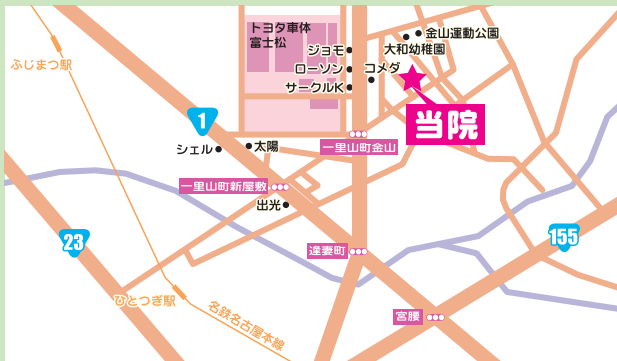 トヨタ車体
富士松
ジョモ
ローソン
サークルK
コメダ
金山運動公園
大和幼稚園
当院
ふじまつ駅
1
シェル
太陽
一里山町金山
一里山町新屋敷
出光
23
逢妻町
155
ひとつぎ駅
名鉄名古屋本線
宮腰